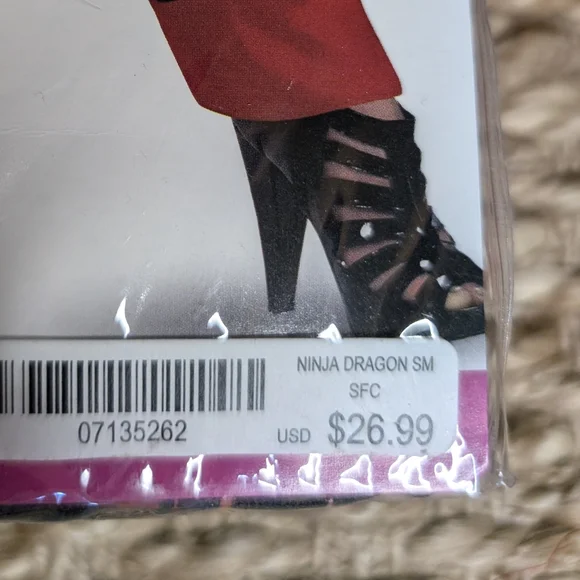 NINJA DRAGON SM
SFC
07135262
USD $26.99